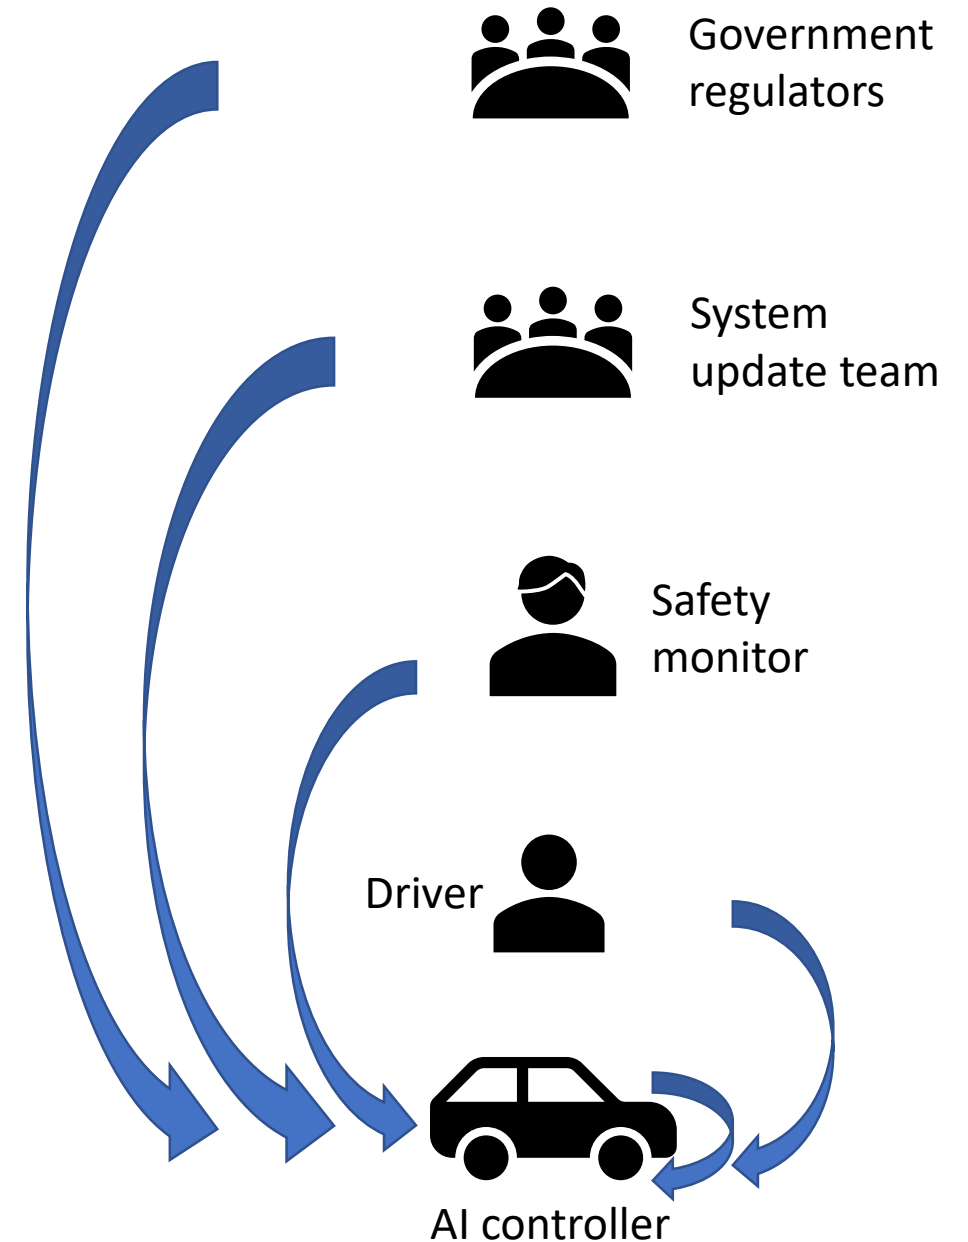 Government
regulators
System
update team
Safety
monitor
Driver
AI controller